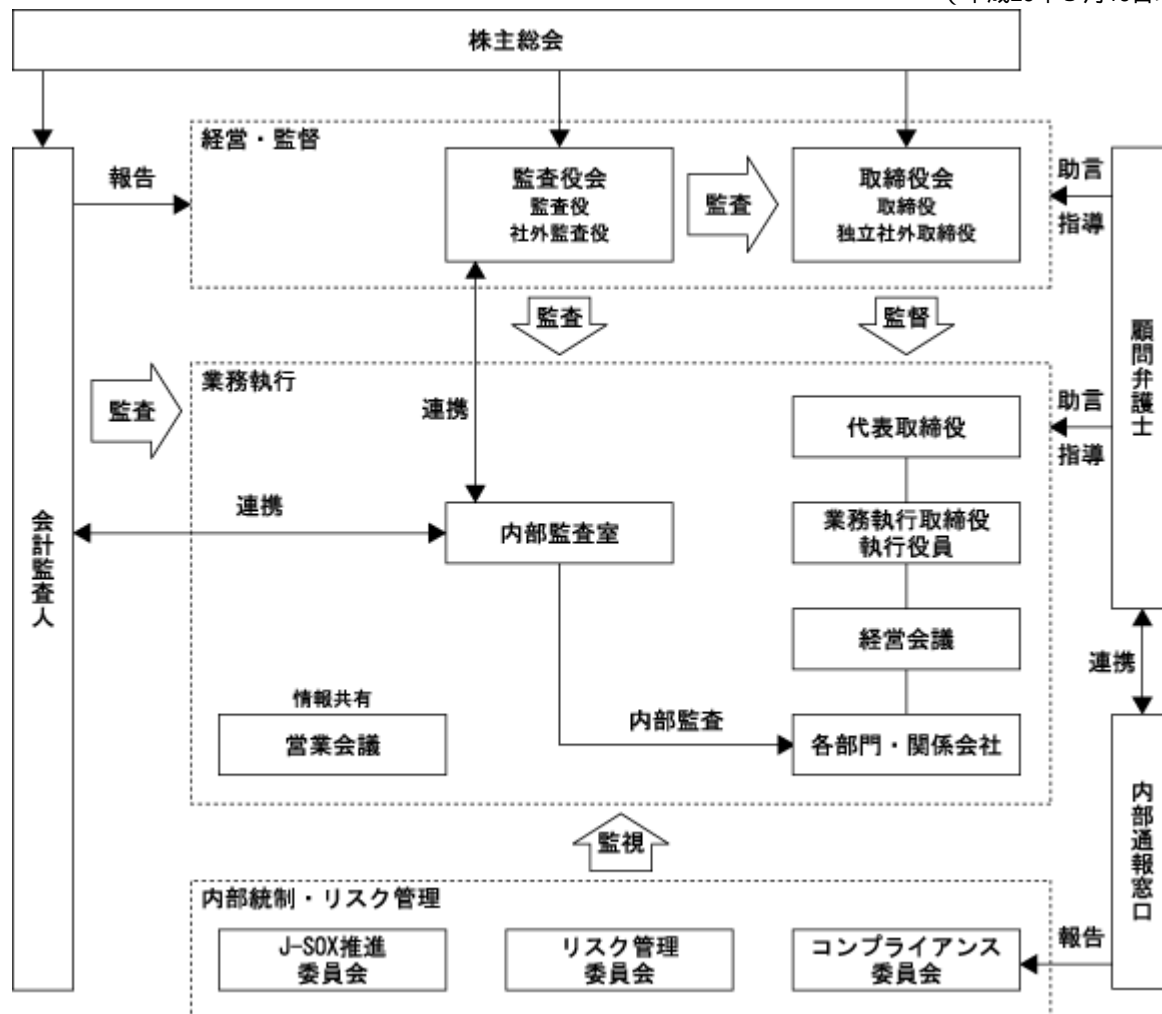 株主総会
経営・監督
報告
監査役会
監査役
社外監査役
監査
取締役会
取締役
独立社外取締役
助言
指導
監査
監督
顧問弁護士
業務執行
監査
連携
代表取締役
助言
指導
連携
内部監査室
業務執行取締役
執行役員
会計監査人
経営会議
連携
情報共有
営業会議
内部監査
各部門・関係会社
内部通報窓口
監視
内部統制・リスク管理
J-SOX推進
委員会
リスク管理
委員会
コンプライアンス
委員会
報告